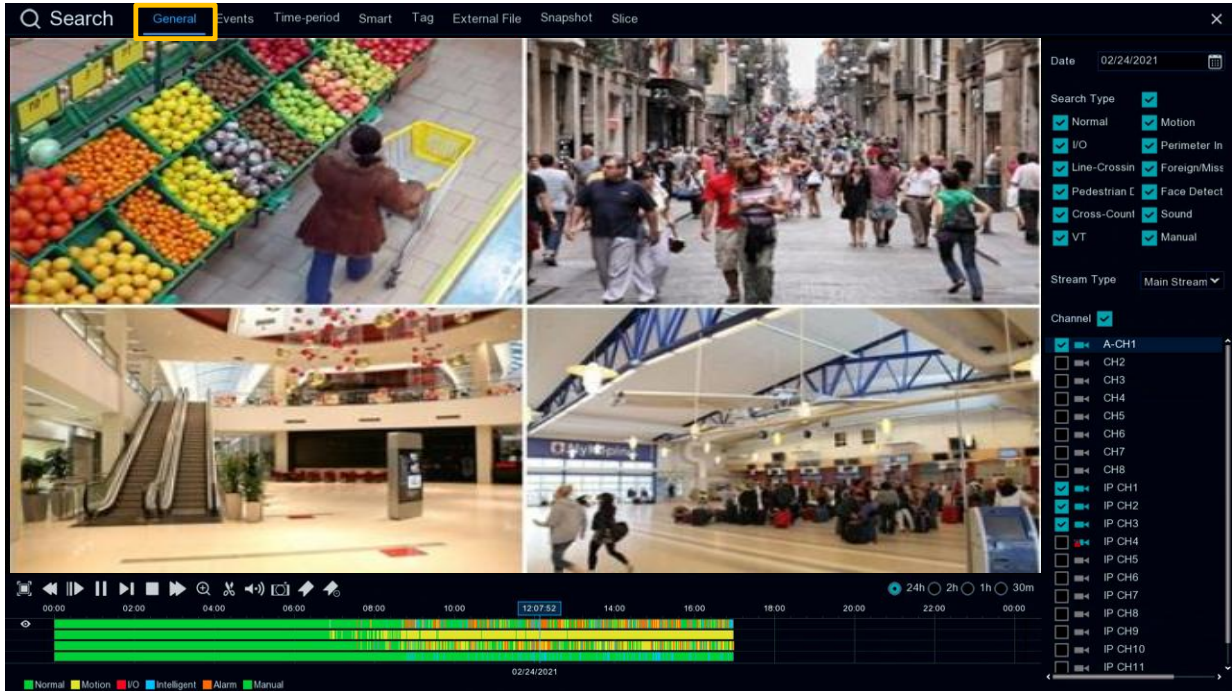 Search General Events Time-period Smart Tag External File Snapshot Slice
Date 02/24/2021
Search Type
Normal Motion
I/O Perimeter In
Line-Crossin Foreign/Miss
Pedestrian D Face Detect
Cross-Count Sound
VT Manual
Stream Type Main Stream
Channel
A-CH1
CH2
CH3
CH4
CH5
CH6
CH7
CH8
IP CH1
IP CH2
IP CH3
IP CH4
IP CH5
IP CH6
IP CH7
IP CH8
IP CH9
IP CH10
IP CH11
24h 2h 1h 30m
00:00 02:00 04:00 06:00 08:00 10:00 12:07:52 14:00 16:00 18:00 20:00 22:00 00:00
02/24/2021
Normal Motion I/O Intelligent Alarm Manual